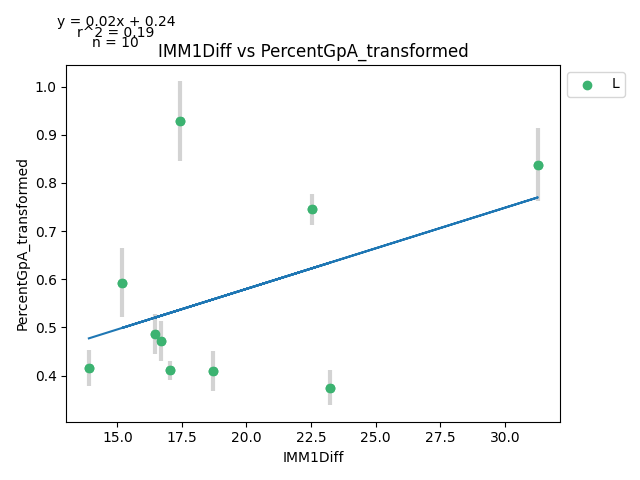 y = 0.02x + 0.24
r^2 = 0.19
n = 10
IMM1Diff vs PercentGpA_transformed
L
1.0
0.9
0.8
0.7
0.6
0.5
0.4
PercentGpA_transformed
15.0 17.5 20.0 22.5 25.0 27.5 30.0
IMM1Diff